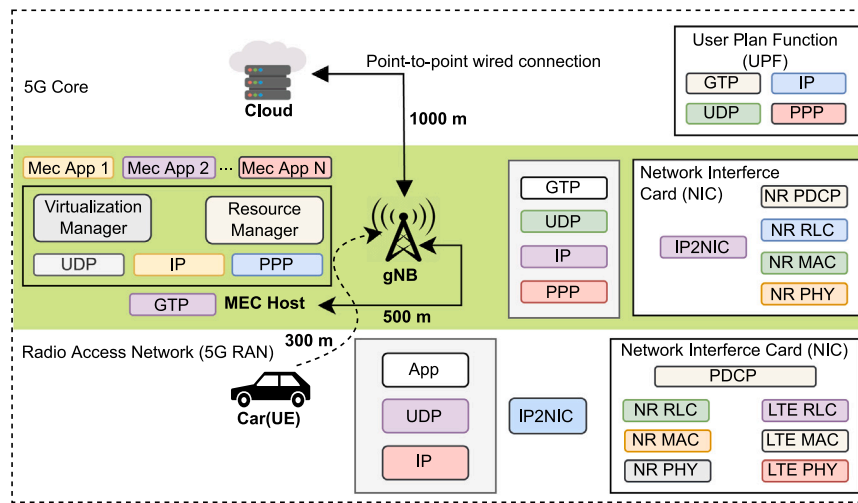 5G Core
Cloud
Point-to-point wired connection
1000 m
User Plan Function
(UPF)
GTP
IP
UDP
PPP
Mec App 1
Mec App 2
...
Mec App N
Virtualization
Manager
Resource
Manager
UDP
IP
PPP
GTP
MEC Host
gNB
500 m
GTP
UDP
IP
PPP
Network Interferce
Card (NIC)
IP2NIC
NR PDCP
NR RLC
NR MAC
NR PHY
Radio Access Network (5G RAN)
300 m
Car(UE)
App
UDP
IP
IP2NIC
Network Interferce Card (NIC)
PDCP
NR RLC
LTE RLC
NR MAC
LTE MAC
NR PHY
LTE PHY